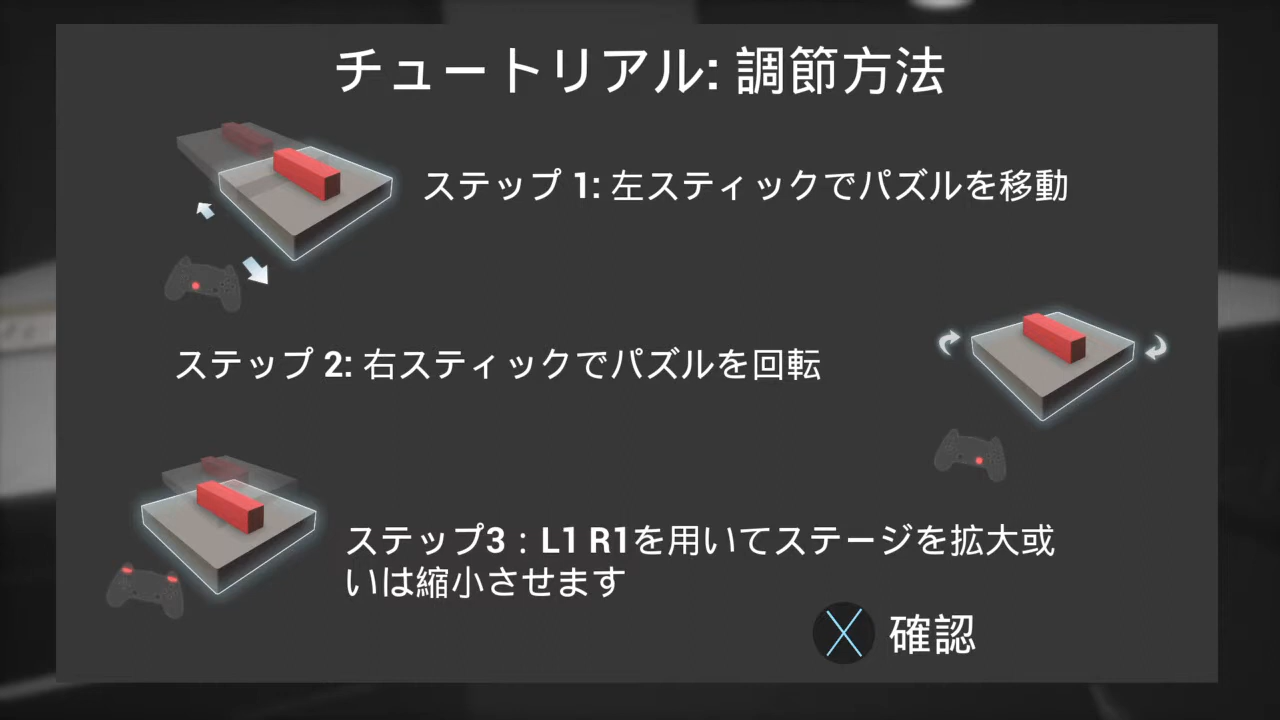 チュートリアル: 調節方法
ステップ 1: 左スティックでパズルを移動
ステップ 2: 右スティックでパズルを回転
ステップ3：L1 R1を用いてステージを拡大或
いは縮小させます
確認